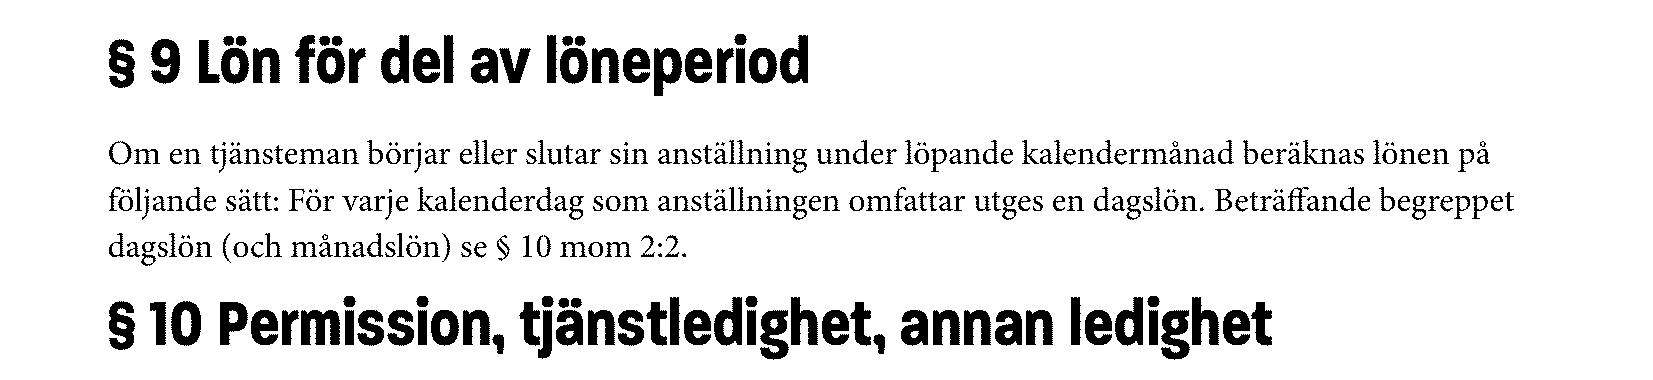 § 9 Lön för del av löneperiod
Om en tjänsteman börjar eller slutar sin anställning under löpande kalendermånad beräknas lönen på
följande sätt: För varje kalenderdag som anställningen omfattar utges en dagslön. Beträffande begreppet
dagslön (och månadslön) se § 10 mom 2:2.
§ 10 Permission, tjänstledighet, annan ledighet